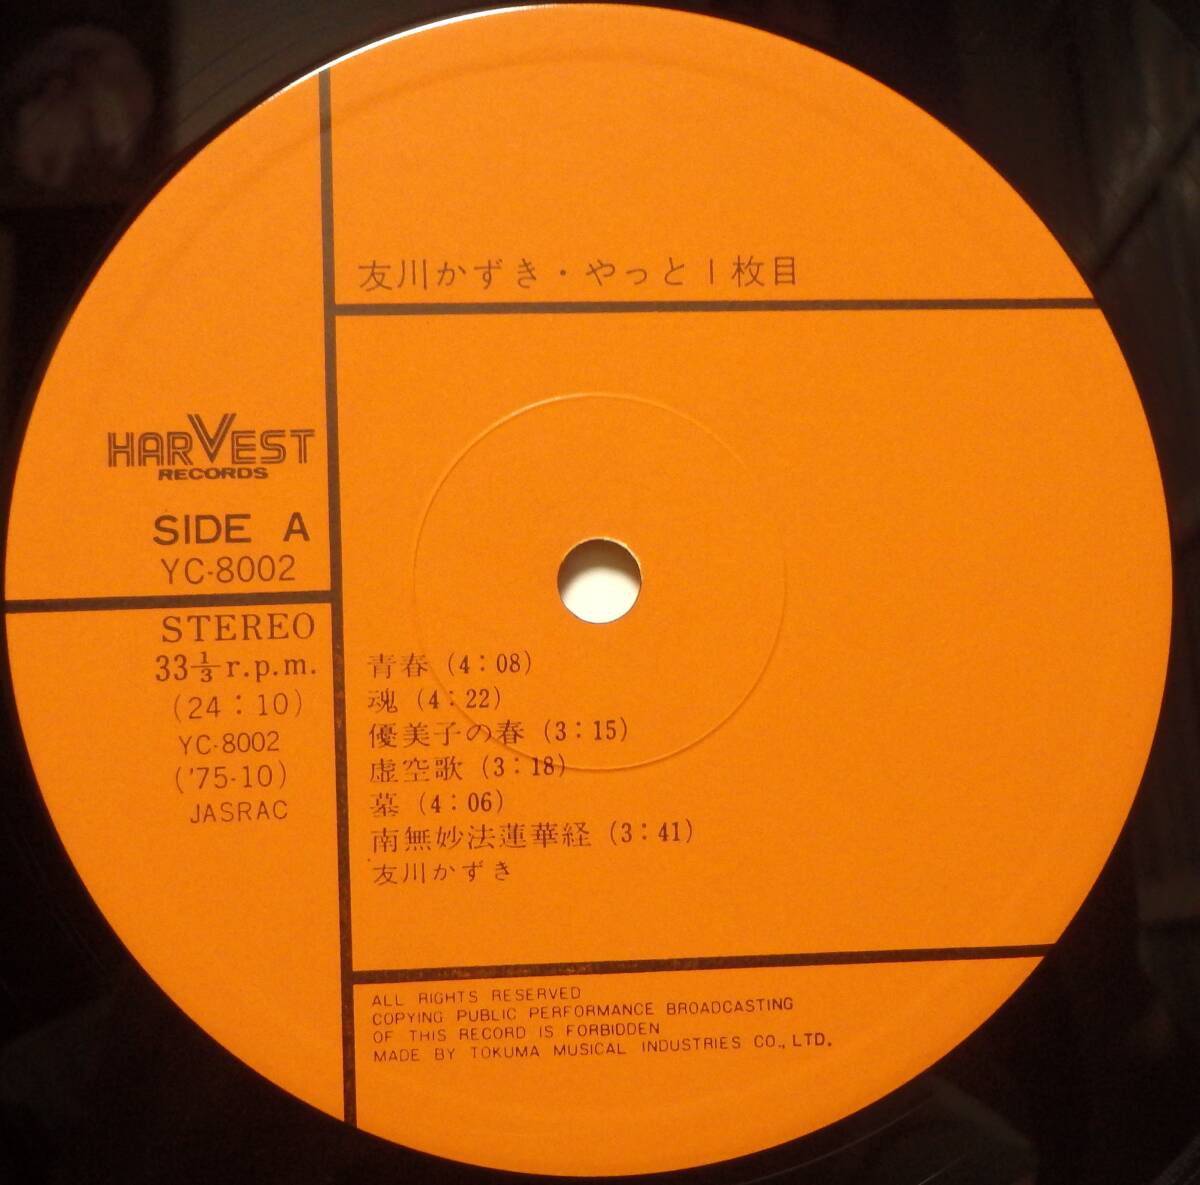 友川かずき・やっと1枚目
HARVEST
RECORDS
SIDE A
YC-8002
STEREO
33⅓r.p.m.
(24:10)
YC-8002
('75-10)
JASRAC
青春 (4:08)
魂 (4:22)
優美子の春 (3:15)
虚空歌 (3:18)
墓 (4:06)
南無妙法蓮華経 (3:41)
友川かずき
ALL RIGHTS RESERVED
COPYING PUBLIC PERFORMANCE BROADCASTING
OF THIS RECORD IS FORBIDDEN
MADE BY TOKUMA MUSICAL INDUSTRIES CO., LTD.